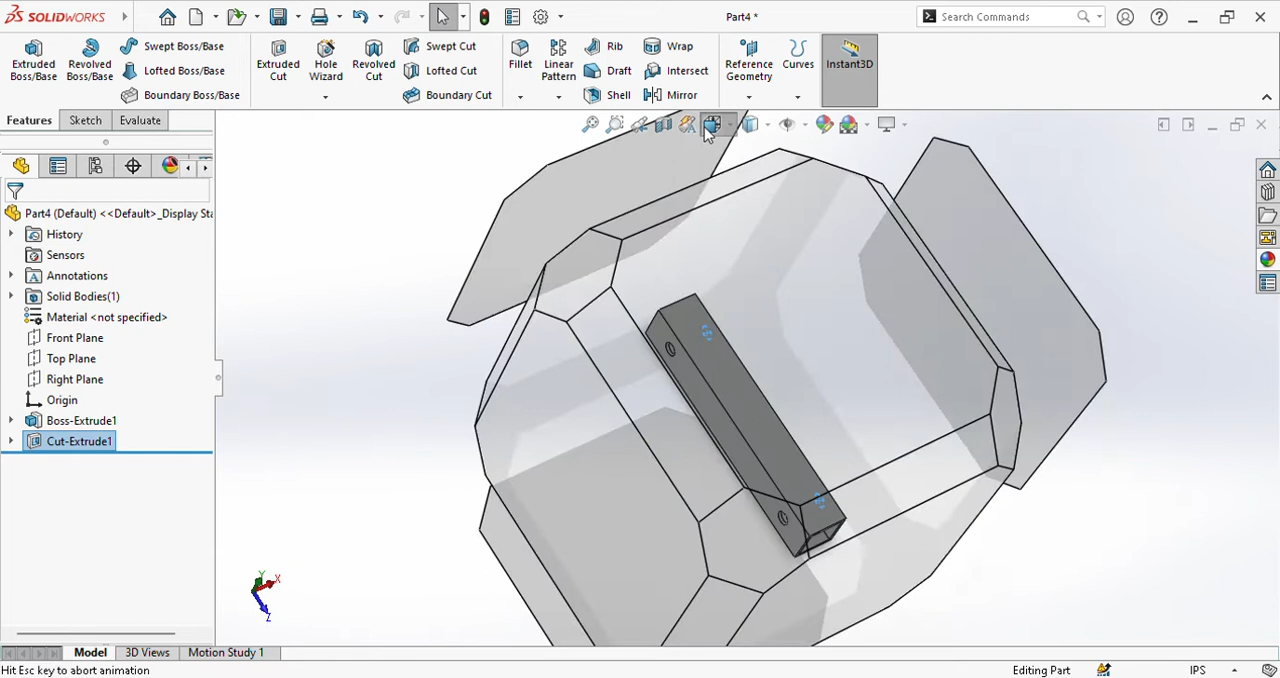 SOLIDWORKS
Part4 *
Search Commands
Extruded Boss/Base
Revolved Boss/Base
Swept Boss/Base
Lofted Boss/Base
Boundary Boss/Base
Extruded Cut
Hole Wizard
Revolved Cut
Swept Cut
Lofted Cut
Boundary Cut
Fillet
Linear Pattern
Rib
Draft
Shell
Wrap
Intersect
Mirror
Reference Geometry
Curves
Instant3D
Features
Sketch
Evaluate
Part4 (Default) <<Default>_Display Sta
History
Sensors
Annotations
Solid Bodies(1)
Material <not specified>
Front Plane
Top Plane
Right Plane
Origin
Boss-Extrude1
Cut-Extrude1
Y
X
Z
Model
3D Views
Motion Study 1
Hit Esc key to abort animation
Editing Part
IPS